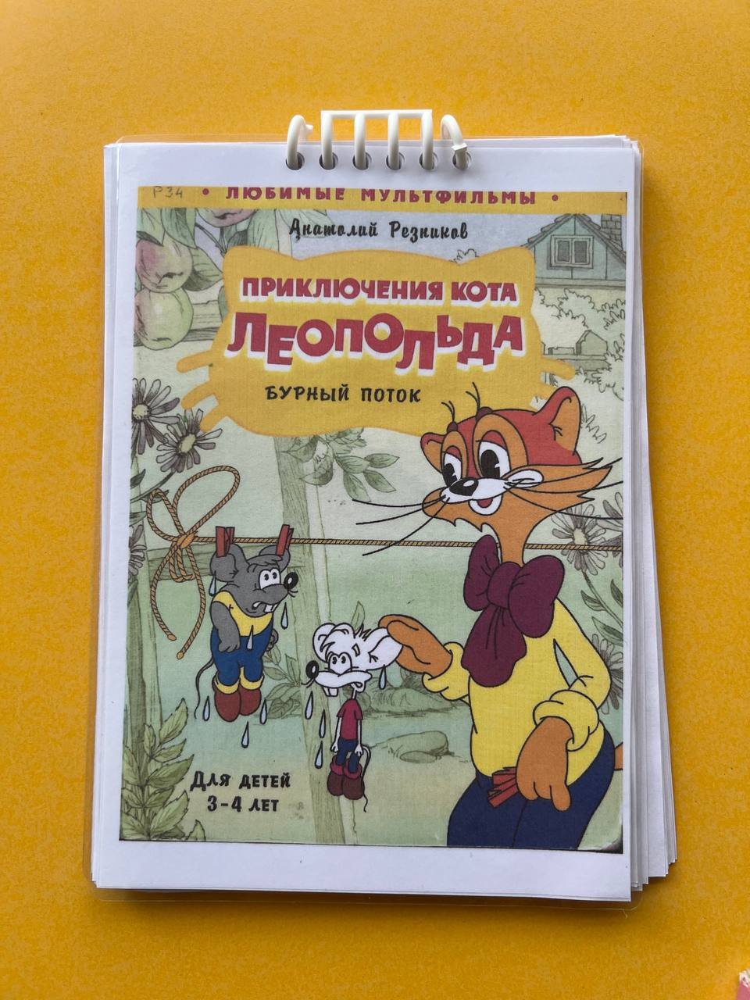 Р34
• ЛЮБИМЫЕ МУЛЬТФИЛЬМЫ •
Анатолий Резников
ПРИКЛЮЧЕНИЯ КОТА
ЛЕОПОЛЬДА
БУРНЫЙ ПОТОК
Для детей
3-4 лет